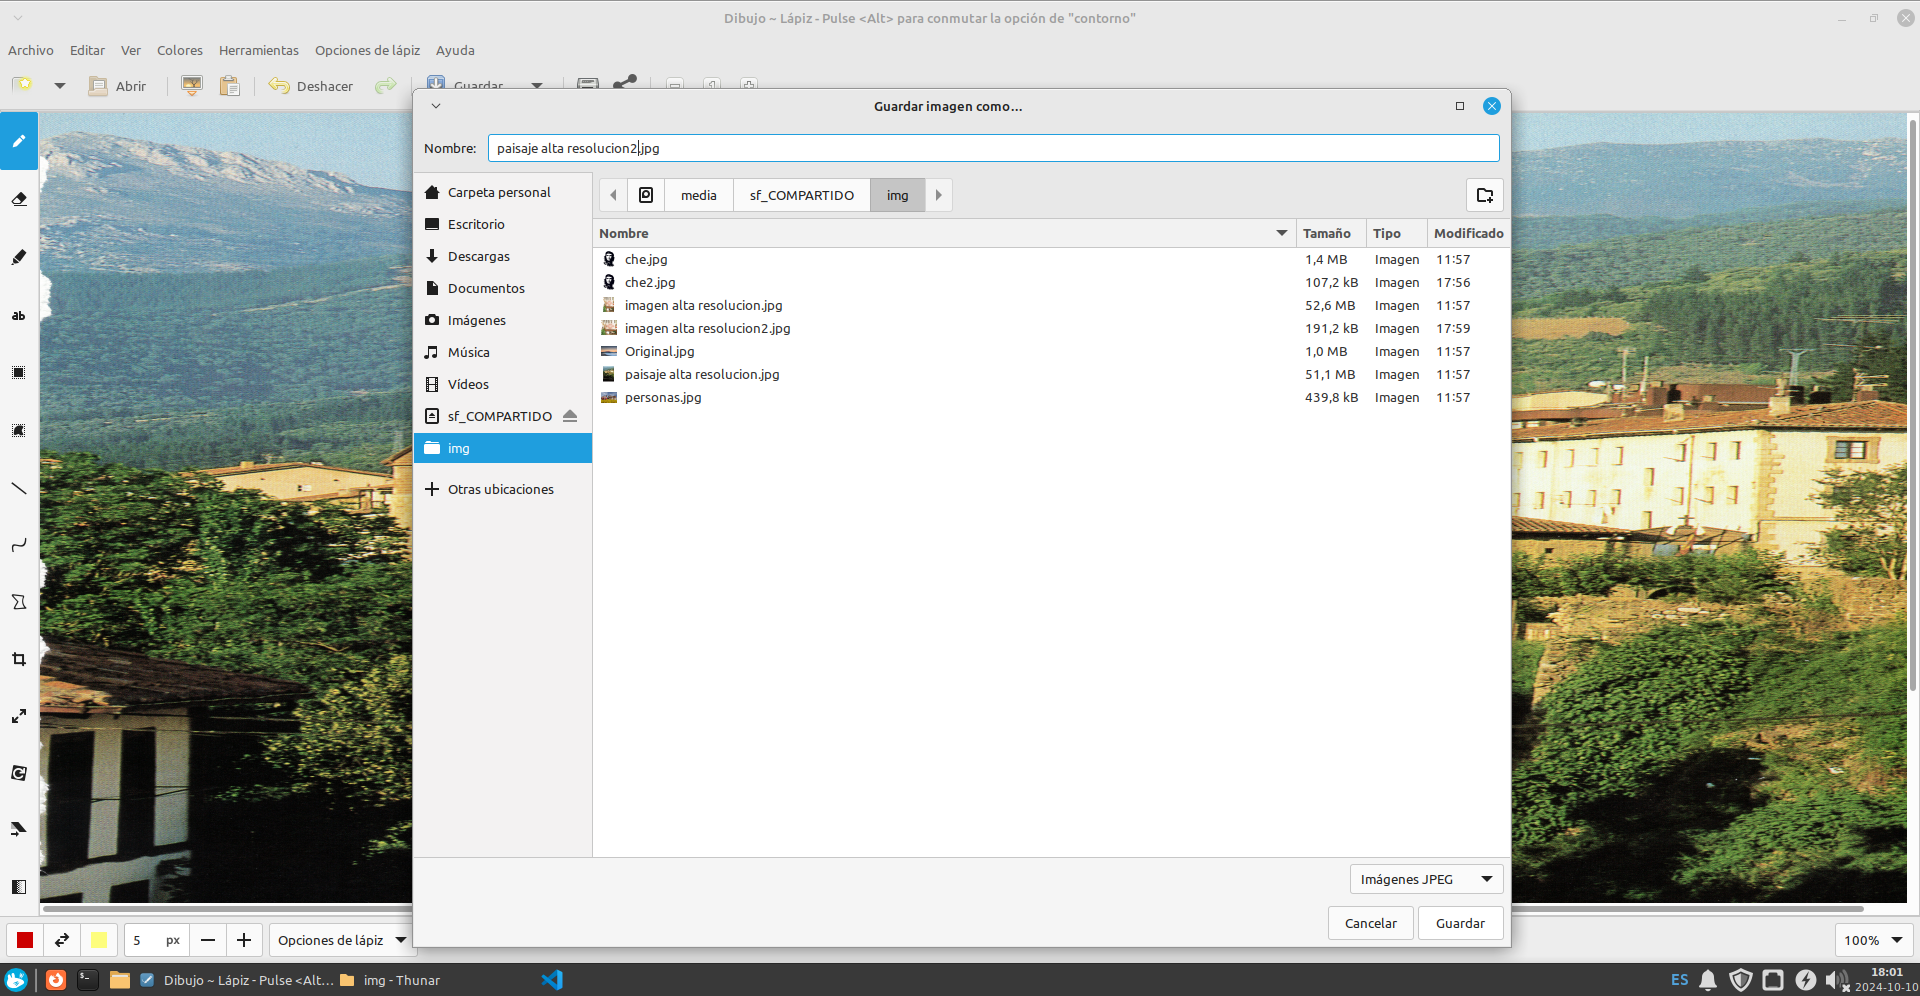 Dibujo ~ Lápiz - Pulse <Alt> para conmutar la opción de "contorno"
Archivo Editar Ver Colores Herramientas Opciones de lápiz Ayuda
Abrir Deshacer Guardar
Guardar imagen como...
Nombre: paisaje alta resolucion2.jpg
Carpeta personal
Escritorio
Descargas
Documentos
Imágenes
Música
Vídeos
sf_COMPARTIDO
img
Otras ubicaciones
media sf_COMPARTIDO img
Nombre Tamaño Tipo Modificado
che.jpg 1,4 MB Imagen 11:57
che2.jpg 107,2 kB Imagen 17:56
imagen alta resolucion.jpg 52,6 MB Imagen 11:57
imagen alta resolucion2.jpg 191,2 kB Imagen 17:59
Original.jpg 1,0 MB Imagen 11:57
paisaje alta resolucion.jpg 51,1 MB Imagen 11:57
personas.jpg 439,8 kB Imagen 11:57
Imágenes JPEG
Cancelar Guardar
ab
5 px Opciones de lápiz 100%
Dibujo ~ Lápiz - Pulse <Alt... img - Thunar ES 18:01
2024-10-10